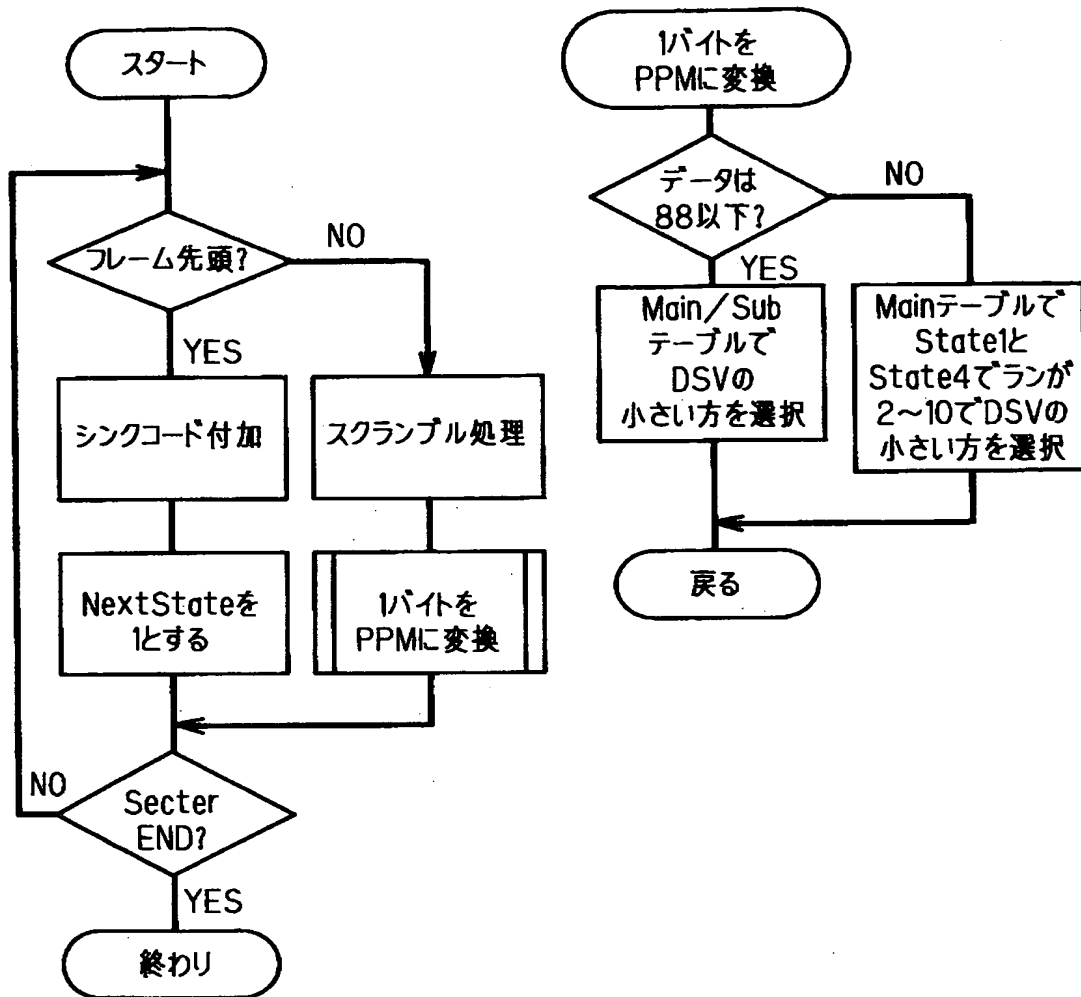 スタート
フレーム先頭?
NO
YES
シンクコード付加
スクランブル処理
NextStateを
1とする
1バイトを
PPMに変換
NO
Secter
END?
YES
終わり
1バイトを
PPMに変換
データは
88以下?
NO
YES
Main/Sub
テーブルで
DSVの
小さい方を選択
Mainテーブルで
State1と
State4でランが
2～10でDSVの
小さい方を選択
戻る